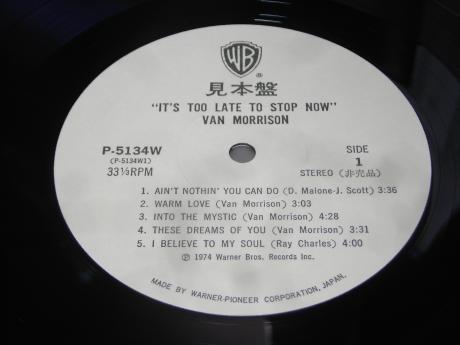 WB
®
見本盤
"IT'S TOO LATE TO STOP NOW"
VAN MORRISON
P-5134W
(P-5134W1)
33⅓RPM
SIDE
1
STEREO (非売品)
1. AIN'T NOTHIN' YOU CAN DO (D. Malone-J. Scott) 3:36
2. WARM LOVE (Van Morrison) 3:03
3. INTO THE MYSTIC (Van Morrison) 4:28
4. THESE DREAMS OF YOU (Van Morrison) 3:31
5. I BELIEVE TO MY SOUL (Ray Charles) 4:00
℗ 1974 Warner Bros. Records Inc.
MADE BY WARNER-PIONEER CORPORATION, JAPAN.